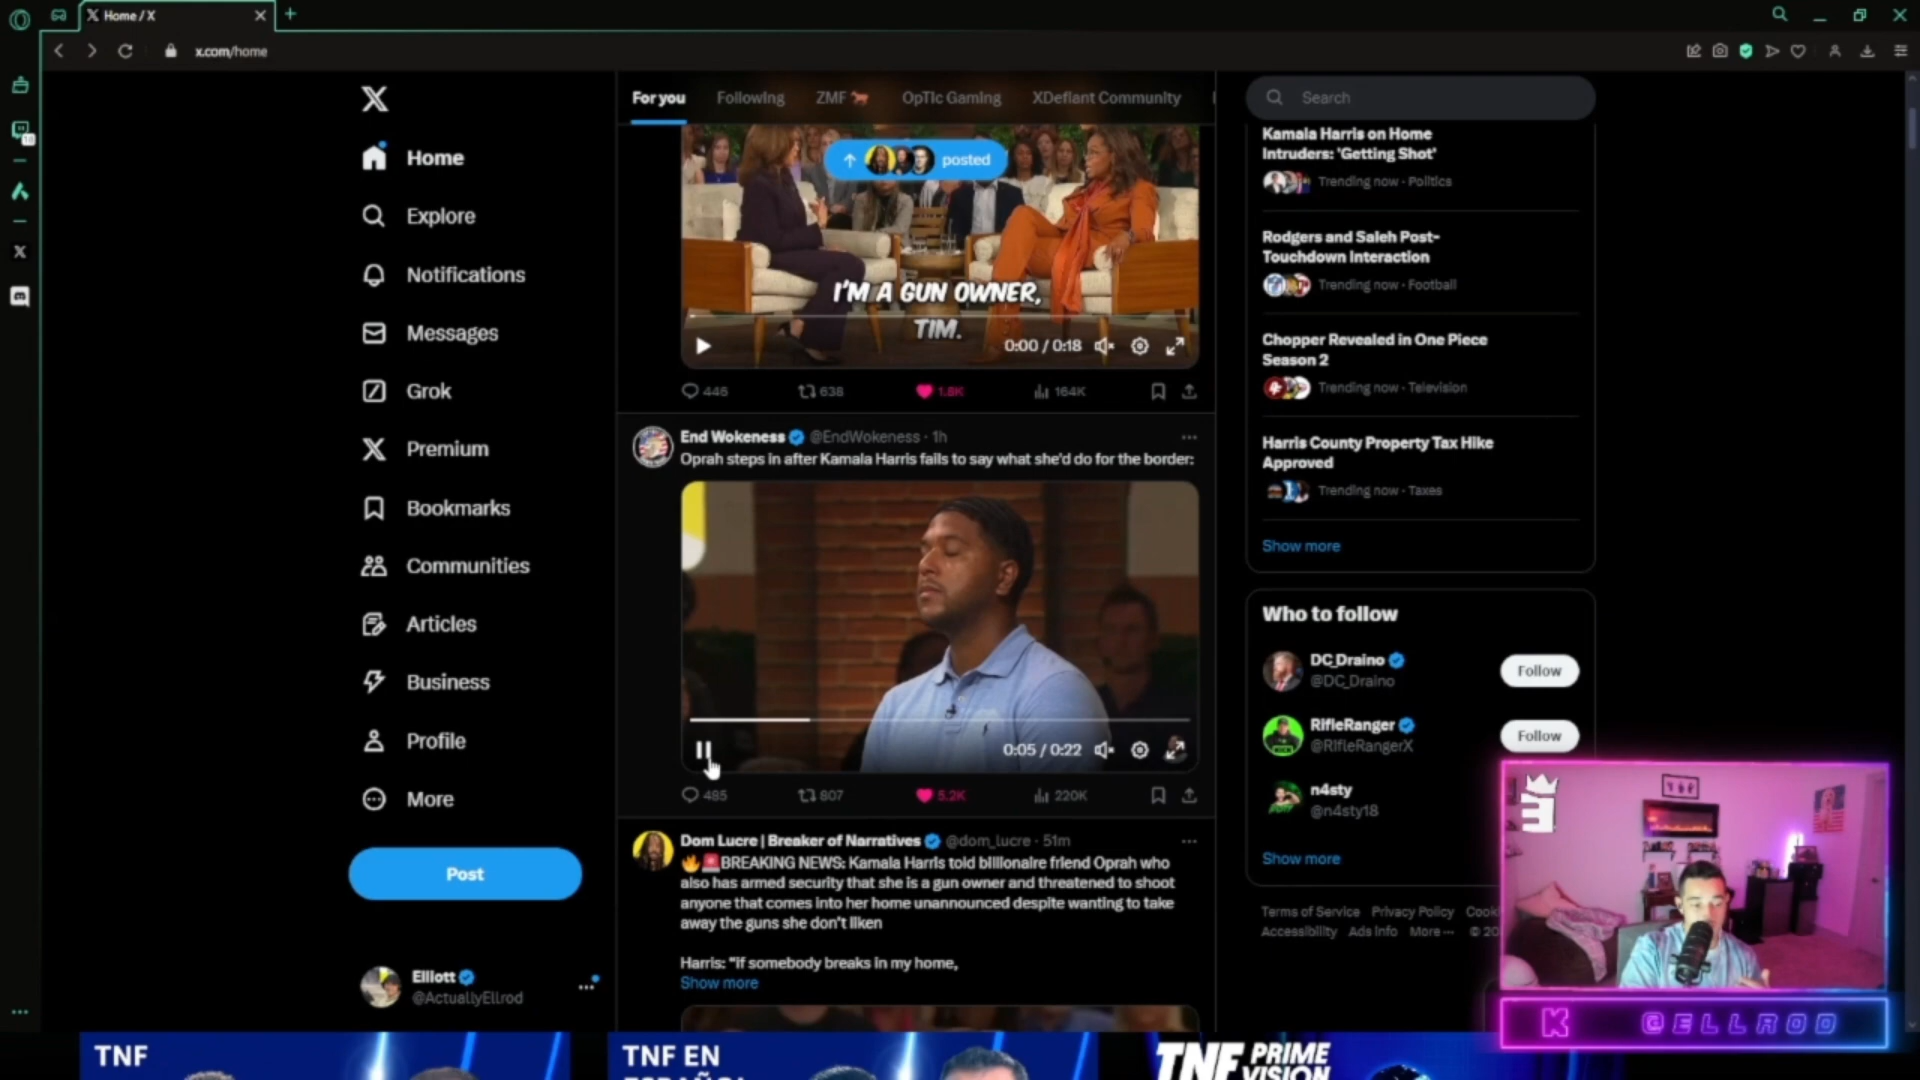 Home / X
x.com/home
Home
Explore
Notifications
Messages
Grok
Premium
Bookmarks
Communities
Articles
Business
Profile
More
Post
Elliott
@ActuallyEllrod
For you
Following
ZMF
OpTic Gaming
XDefiant Community
posted
I'M A GUN OWNER,
TIM.
0:00 / 0:18
445
638
1.8K
164K
End Wokeness @EndWokeness · 1h
Oprah steps in after Kamala Harris fails to say what she'd do for the border:
0:05 / 0:22
485
807
5.2K
220K
Dom Lucre | Breaker of Narratives @dom_lucre · 51m
BREAKING NEWS: Kamala Harris told billionaire friend Oprah who
also has armed security that she is a gun owner and threatened to shoot
anyone that comes into her home unannounced despite wanting to take
away the guns she don't liken
Harris: "if somebody breaks in my home,
Show more
Search
Kamala Harris on Home
Intruders: 'Getting Shot'
Trending now · Politics
Rodgers and Saleh Post-
Touchdown Interaction
Trending now · Football
Chopper Revealed in One Piece
Season 2
Trending now · Television
Harris County Property Tax Hike
Approved
Trending now · Taxes
Show more
Who to follow
DC_Draino
@DC_Draino
Follow
RifleRanger
@RifleRangerX
Follow
n4sty
@n4sty18
Show more
Terms of Service Privacy Policy Cook
Accessibility Ads info More ··· © 20
K @ELLROD
TNF
TNF EN
ESPAÑOL
TNF PRIME
VISION